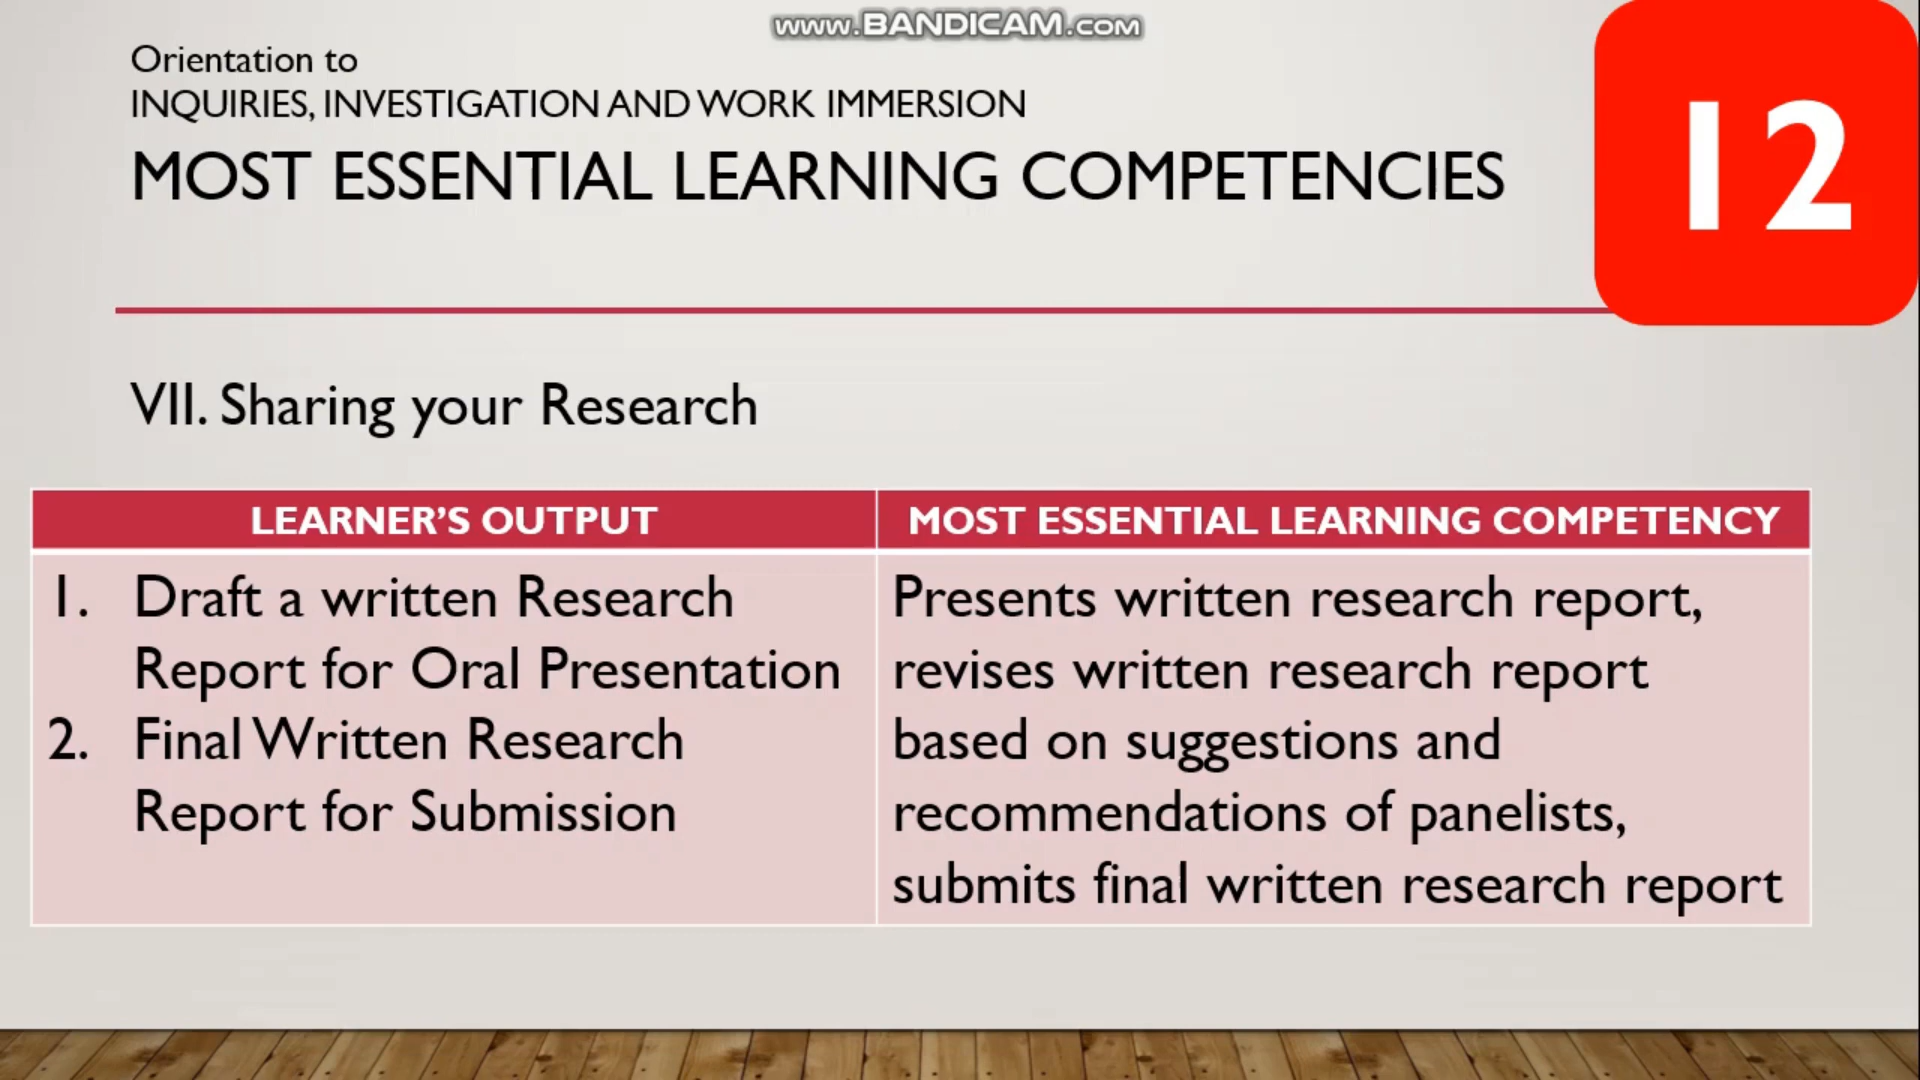 www.BANDICAM.com
Orientation to
INQUIRIES, INVESTIGATION AND WORK IMMERSION
MOST ESSENTIAL LEARNING COMPETENCIES
12
VII. Sharing your Research
LEARNER'S OUTPUT
MOST ESSENTIAL LEARNING COMPETENCY
1. Draft a written Research
Report for Oral Presentation
2. Final Written Research
Report for Submission
Presents written research report,
revises written research report
based on suggestions and
recommendations of panelists,
submits final written research report